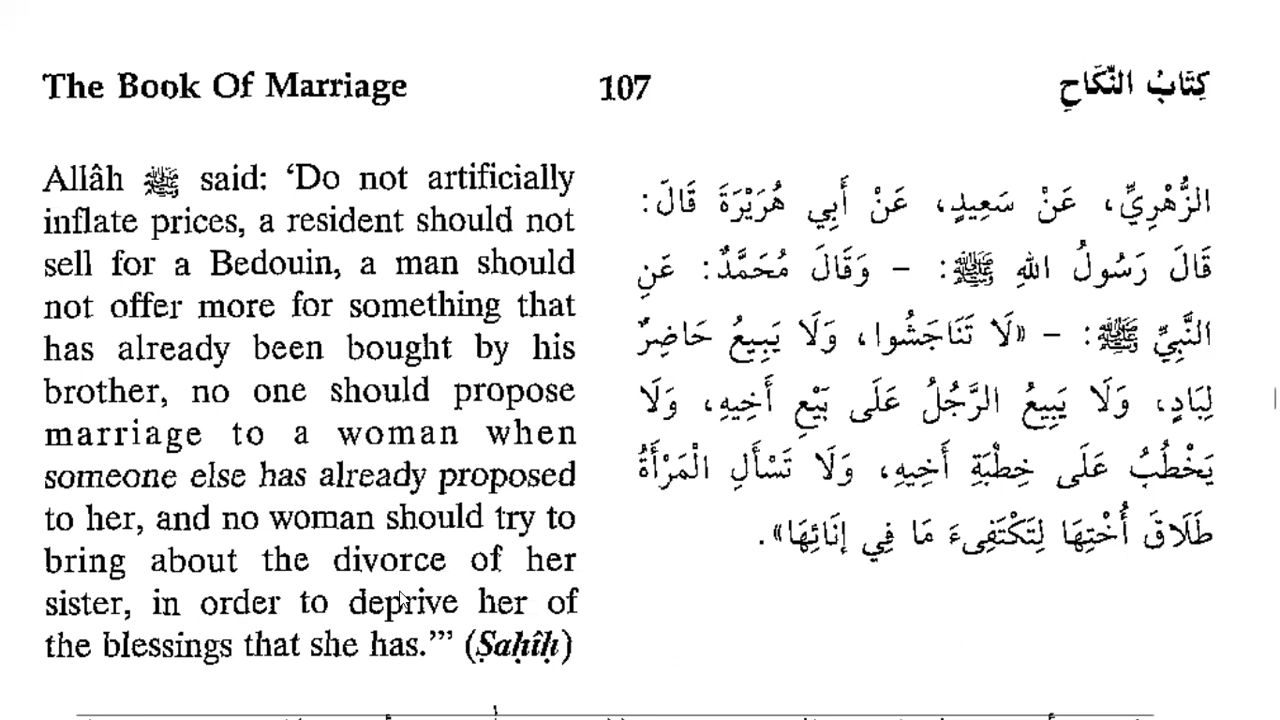 The Book Of Marriage
107
كِتَابُ النِّكَاحِ
Allâh ﷺ said: ‘Do not artificially
inflate prices, a resident should not
sell for a Bedouin, a man should
not offer more for something that
has already been bought by his
brother, no one should propose
marriage to a woman when
someone else has already proposed
to her, and no woman should try to
bring about the divorce of her
sister, in order to deprive her of
the blessings that she has.’” (Ṣaḥîḥ)
الزُّهْرِيِّ، عَنْ سَعِيدٍ، عَنْ أَبِي هُرَيْرَةَ قَالَ:
قَالَ رَسُولُ اللهِ ﷺ: – وَقَالَ مُحَمَّدٌ: عَنِ
النَّبِيِّ ﷺ: – «لَا تَنَاجَشُوا، وَلَا يَبِيعُ حَاضِرٌ
لِبَادٍ، وَلَا يَبِيعُ الرَّجُلُ عَلَى بَيْعِ أَخِيهِ، وَلَا
يَخْطُبُ عَلَى خِطْبَةِ أَخِيهِ، وَلَا تَسْأَلِ الْمَرْأَةُ
طَلَاقَ أُخْتِهَا لِتَكْتَفِىءَ مَا فِي إِنَائِهَا».